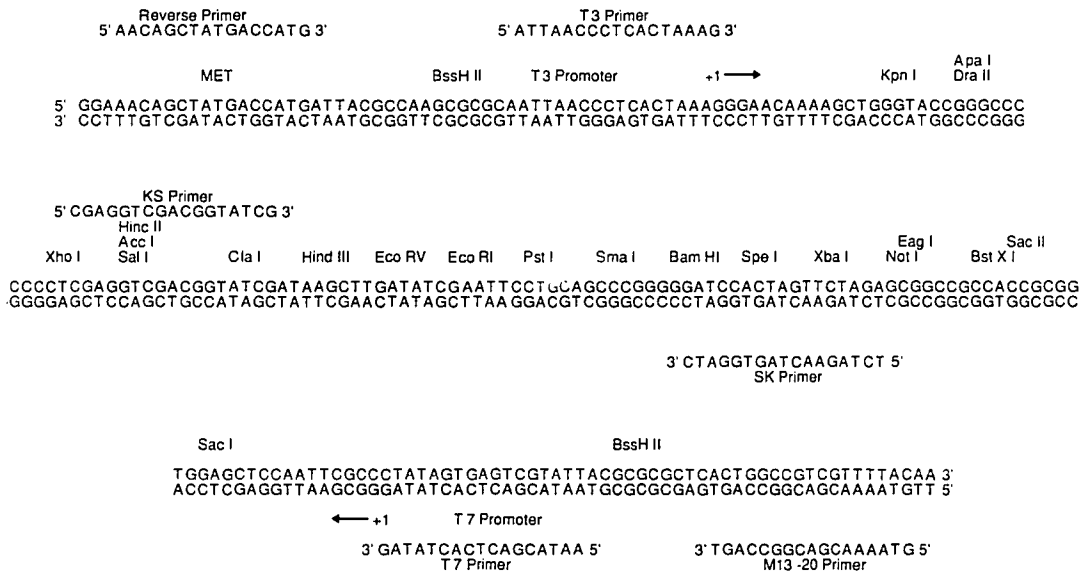 Reverse Primer
T3 Primer
5' AACAGCTATGACCATG 3'
5' ATTAACCCTCACTAAAG 3'
Apa I
MET BssH II T3 Promoter +1 Kpn I Dra II
5' GGAAACAGCTATGACCATGATTACGCCAAGCGCGCAATTAACCCTCACTAAAGGGAACAAAAGCTGGGTACCGGGCCC
3' CCTTTGTCGATACTGGTACTAATGCGGTTCGCGCGTTAATTGGGAGTGATTTCCCTTGTTTTCGACCCATGGCCCGGG
KS Primer
5' CGAGGTCGACGGTATCG 3'
Hinc II
Acc I Eag I Sac II
Xho I Sal I Cla I Hind III Eco RV Eco RI Pst I Sma I Bam HI Spe I Xba I Not I Bst X I
CCCCTCGAGGTCGACGGTATCGATAAGCTTGATATCGAATTCCTGCAGCCCGGGGGATCCACTAGTTCTAGAGCGGCCGCCACCGCGG
GGGGAGCTCCAGCTGCCATAGCTATTCGAACTATAGCTTAAGGACGTCGGGCCCCCTAGGTGATCAAGATCTCGCCGGCGGTGGCGCC
3' CTAGGTGATCAAGATCT 5'
SK Primer
Sac I BssH II
TGGAGCTCCAATTCGCCCTATAGTGAGTCGTATTACGCGCGCTCACTGGCCGTCGTTTTACAA 3'
ACCTCGAGGTTAAGCGGGATATCACTCAGCATAATGCGCGCGAGTGACCGGCAGCAAAATGTT 5'
+1 T7 Promoter
3' GATATCACTCAGCATAA 5'
T7 Primer
3' TGACCGGCAGCAAAATG 5'
M13 -20 Primer